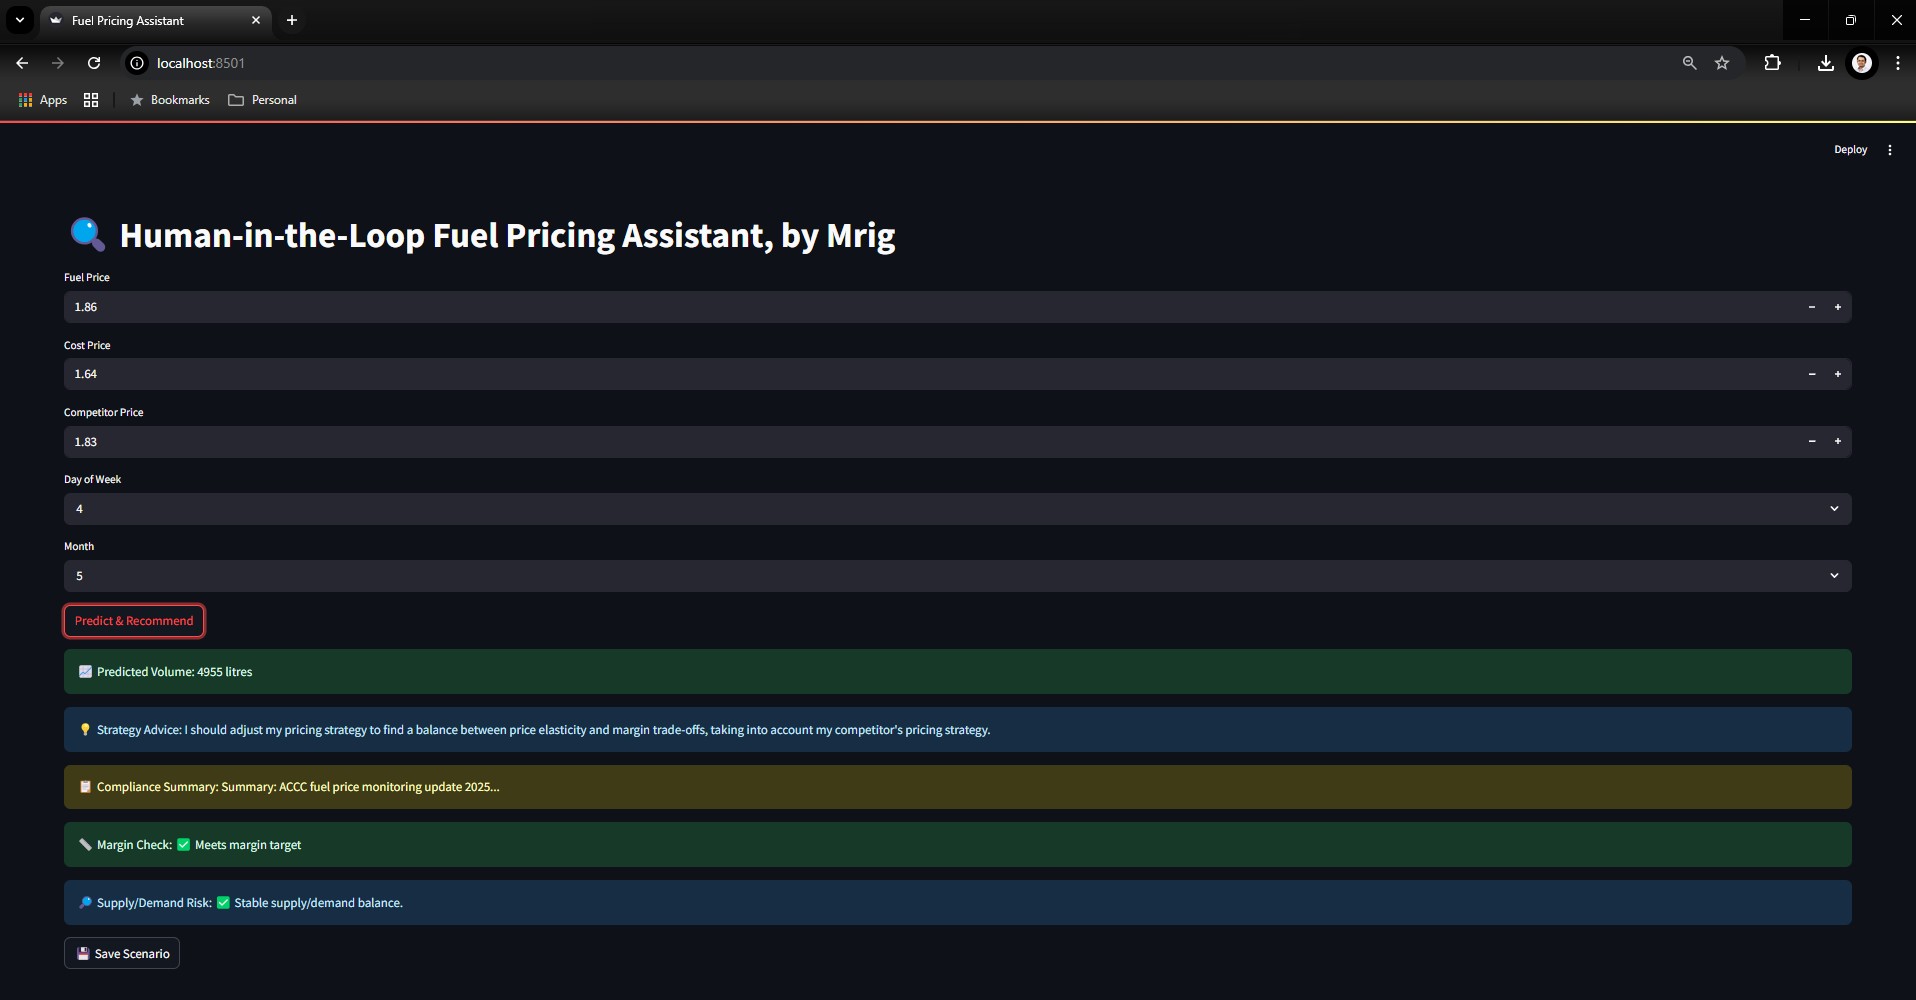 Fuel Pricing Assistant
localhost:8501
Apps
Bookmarks
Personal
Deploy
Human-in-the-Loop Fuel Pricing Assistant, by Mrig
Fuel Price
1.86
Cost Price
1.64
Competitor Price
1.83
Day of Week
4
Month
5
Predict & Recommend
Predicted Volume: 4955 litres
Strategy Advice: I should adjust my pricing strategy to find a balance between price elasticity and margin trade-offs, taking into account my competitor's pricing strategy.
Compliance Summary: Summary: ACCC fuel price monitoring update 2025...
Margin Check: ✅ Meets margin target
Supply/Demand Risk: ✅ Stable supply/demand balance.
Save Scenario